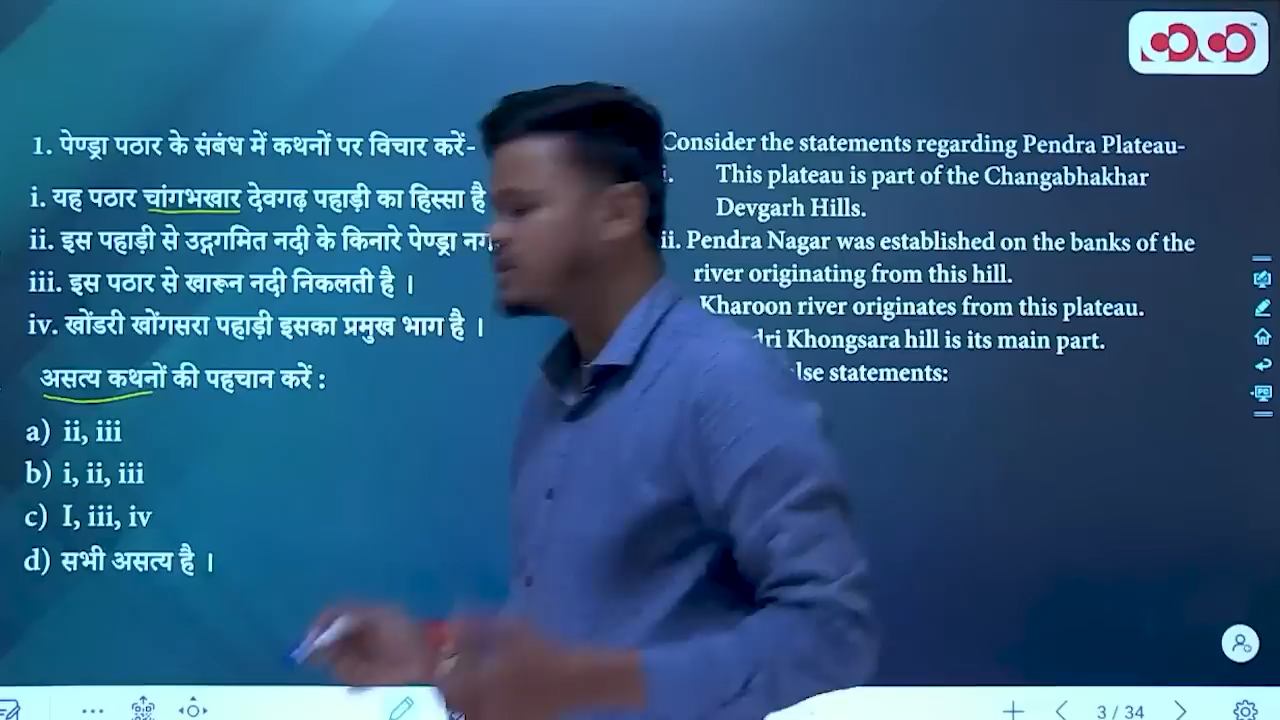 1. पेण्ड्रा पठार के संबंध में कथनों पर विचार करें-
i. यह पठार चांगभखार देवगढ़ पहाड़ी का हिस्सा है
ii. इस पहाड़ी से उद्गगमित नदी के किनारे पेण्ड्रा
iii. इस पठार से खारून नदी निकलती है ।
iv. खोंडरी खोंगसरा पहाड़ी इसका प्रमुख भाग है ।
असत्य कथनों की पहचान करें :
a) ii, iii
b) i, ii, iii
c) I, iii, iv
d) सभी असत्य है ।
Consider the statements regarding Pendra Plateau-
i. This plateau is part of the Changabhakhar
Devgarh Hills.
ii. Pendra Nagar was established on the banks of the
river originating from this hill.
Kharoon river originates from this plateau.
Khongsara hill is its main part.
statements:
3 / 34